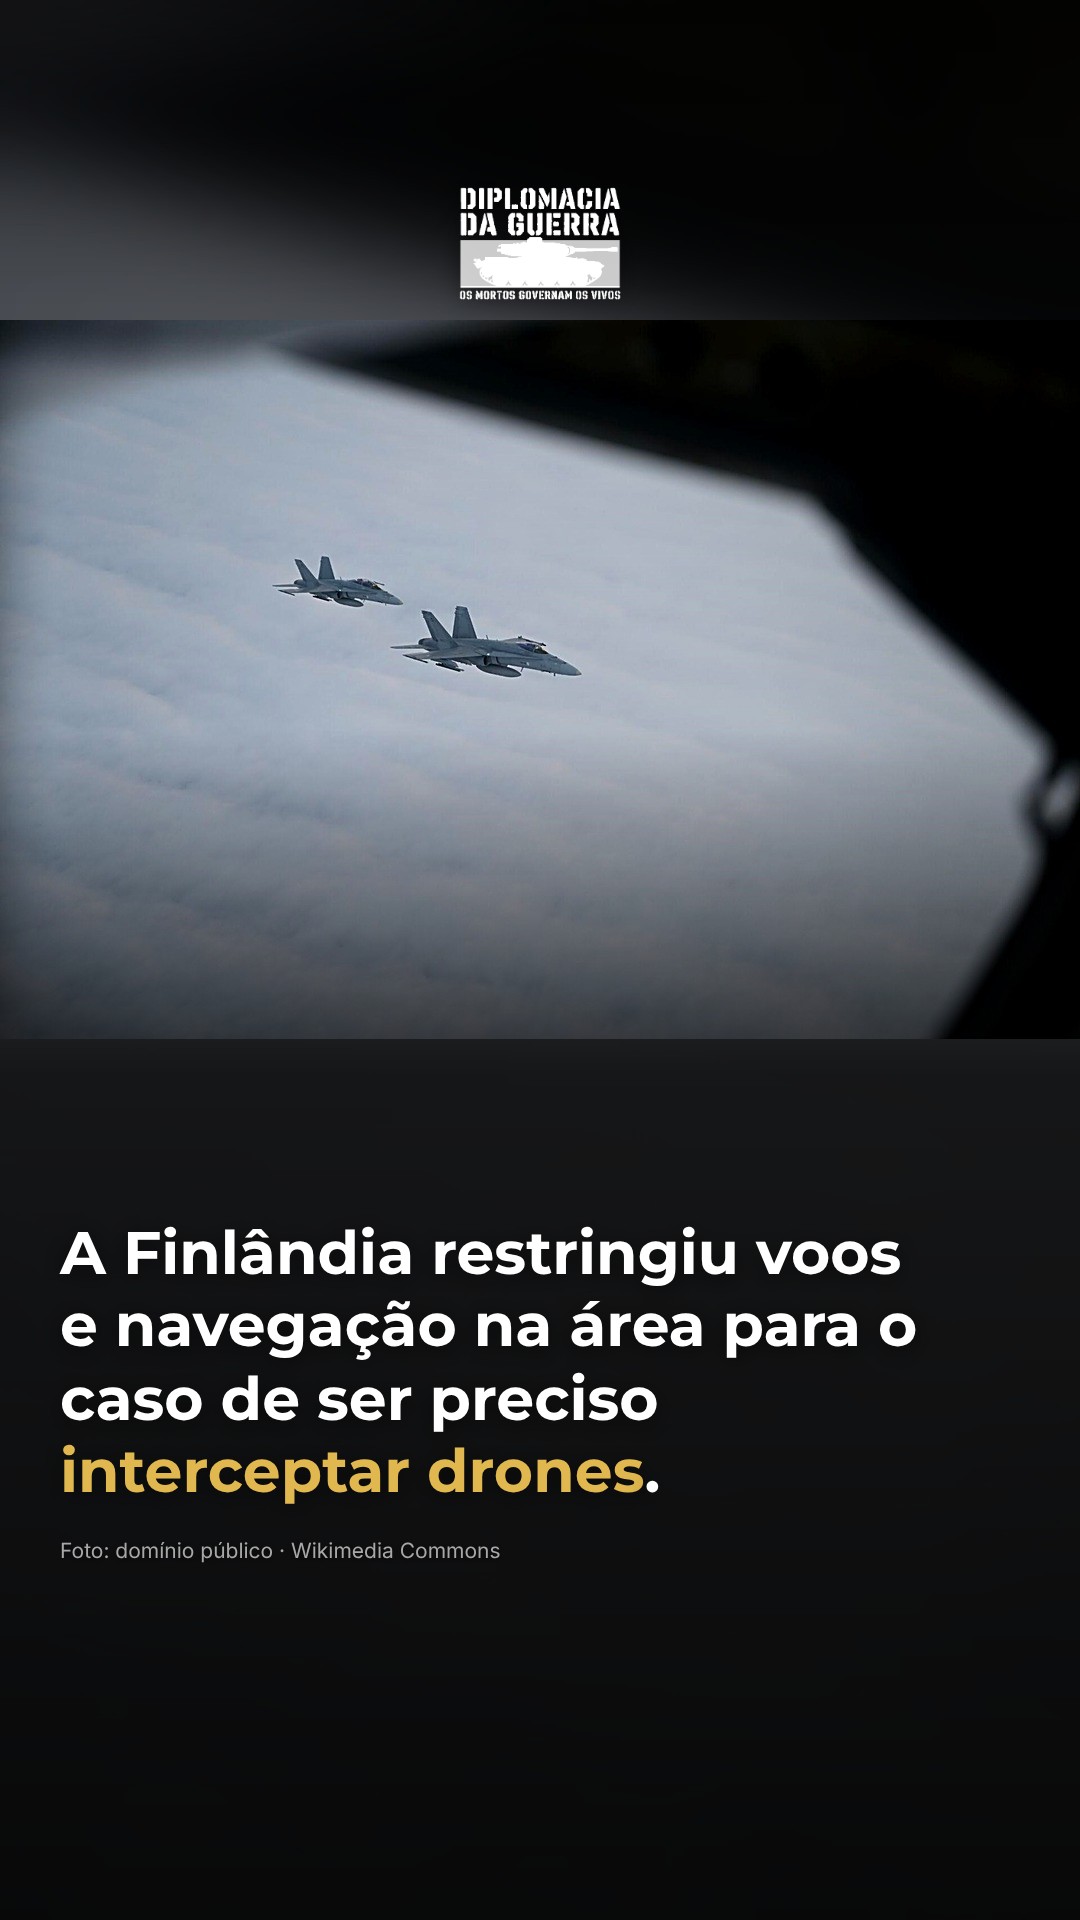 DIPLOMACIA
DA GUERRA
OS MORTOS GOVERNAM OS VIVOS
A Finlândia restringiu voos
e navegação na área para o
caso de ser preciso
interceptar drones.
Foto: domínio público · Wikimedia Commons